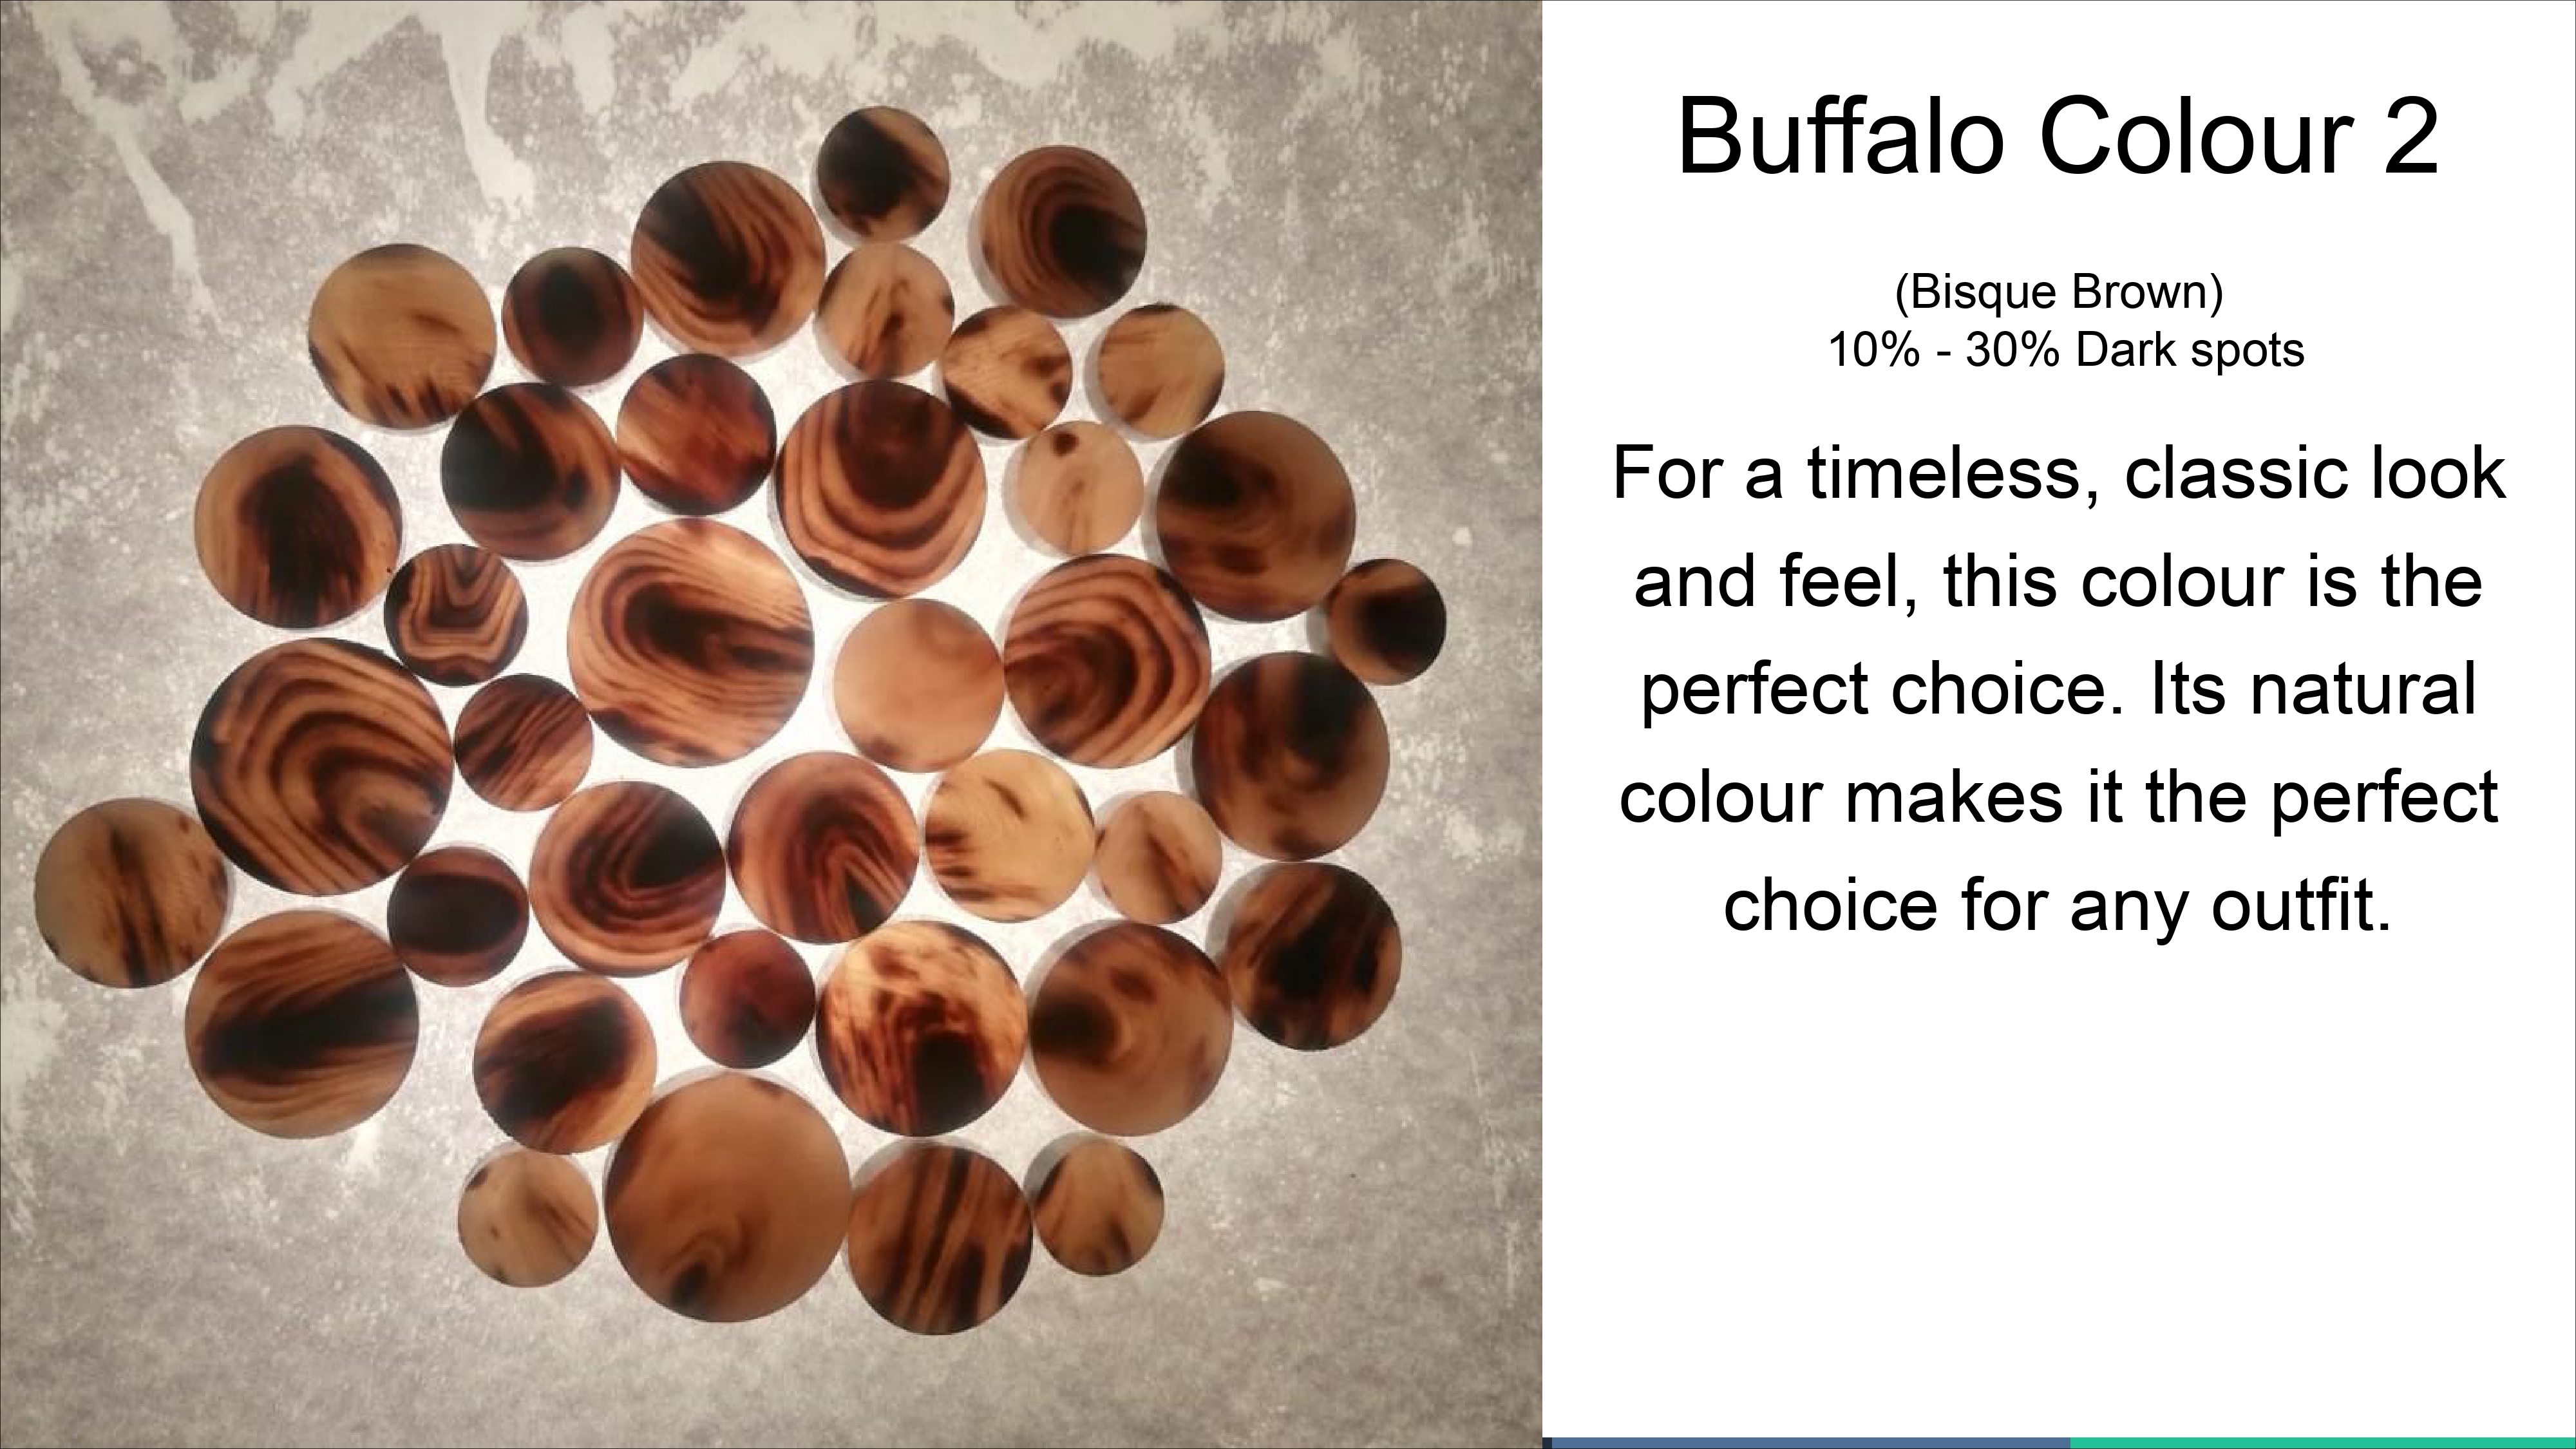 Buffalo Colour 2
(Bisque Brown)
10% - 30% Dark spots
For a timeless, classic look
and feel, this colour is the
perfect choice. Its natural
colour makes it the perfect
choice for any outfit.